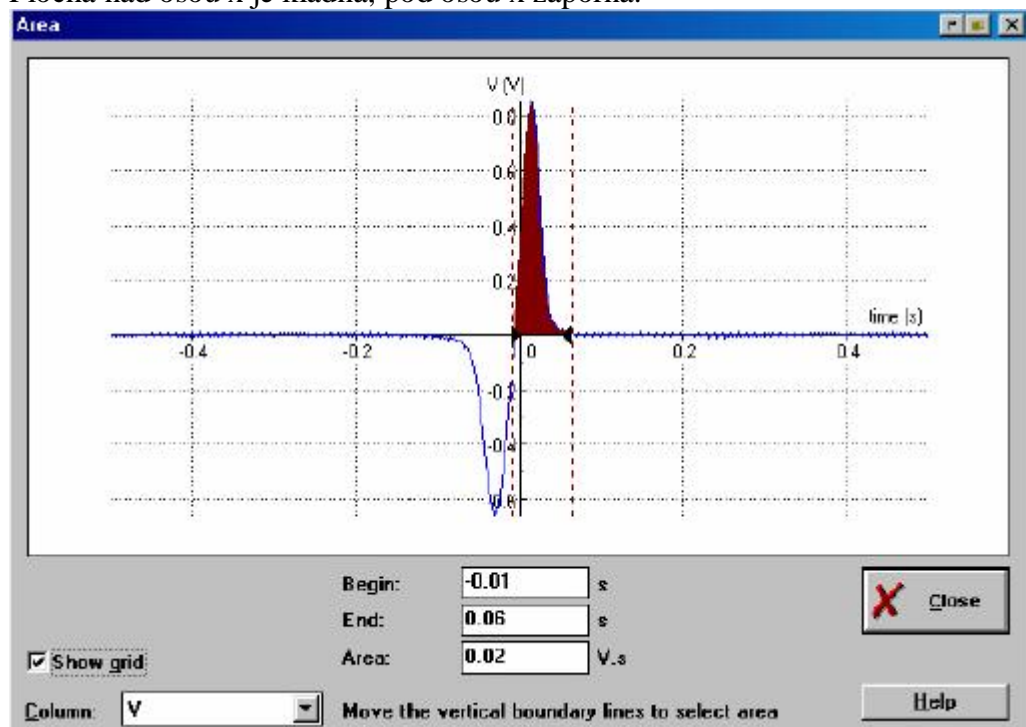 Plocha nad osou x je kladná, pod osou x záporná.
Area
V (V)
0.8
0.6
0.4
0.2
time (s)
-0.4 -0.2 0 0.2 0.4
-0.2
-0.4
-0.6
Begin: -0.01 s
End: 0.06 s
Area: 0.02 V.s
Close
Show grid
Column: V
Move the vertical boundary lines to select area
Help